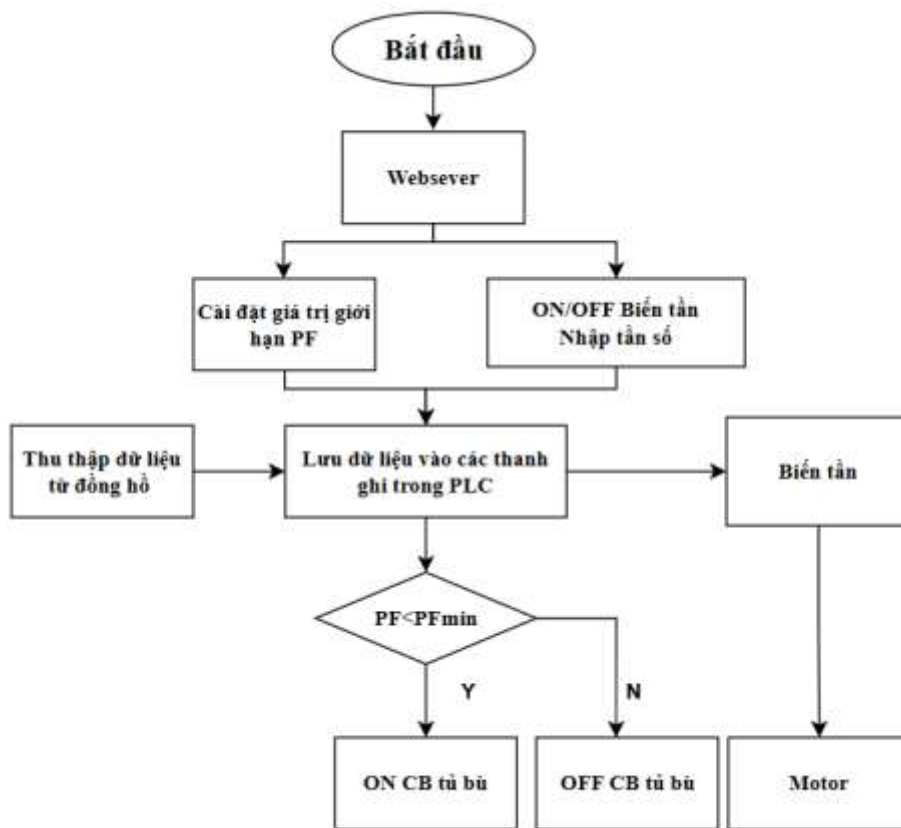 Bắt đầu
Websever
Cài đặt giá trị giới
hạn PF
ON/OFF Biến tần
Nhập tần số
Thu thập dữ liệu
từ đồng hồ
Lưu dữ liệu vào các thanh
ghi trong PLC
Biến tần
PF<PFmin
Y
N
ON CB tủ bù
OFF CB tủ bù
Motor